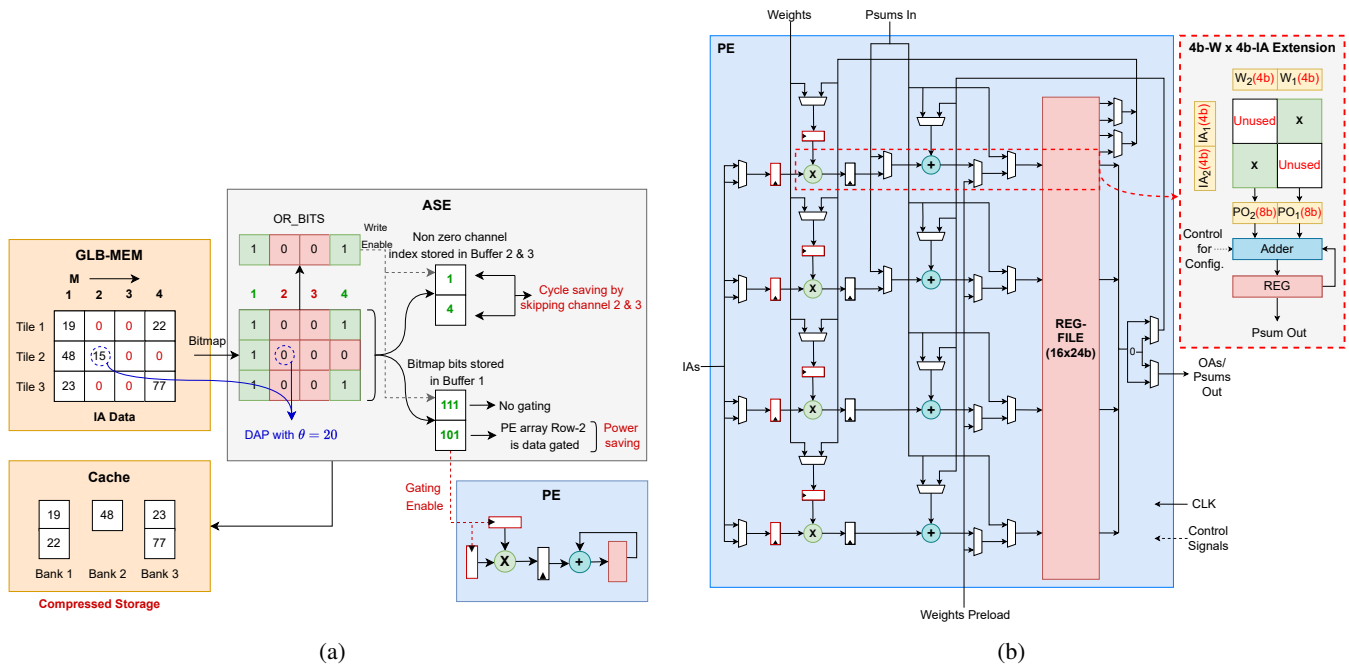 GLB-MEM
M
1 2 3 4
Tile 1 19 0 0 22
Tile 2 48 15 0 0
Tile 3 23 0 0 77
IA Data
Bitmap
ASE
OR_BITS
1 0 0 1
Write
Enable
1 2 3 4
1 0 0 1
1 0 0 0
1 0 0 1
DAP with θ = 20
Non zero channel
index stored in Buffer 2 & 3
1
4
Cycle saving by
skipping channel 2 & 3
Bitmap bits stored
in Buffer 1
111
No gating
101
PE array Row-2
is data gated
Power
saving
Cache
19 48 23
22 77
Bank 1 Bank 2 Bank 3
Compressed Storage
Gating
Enable
PE
X
+
(a)
Weights
Psums In
PE
IAs
x +
x +
x +
x +
REG-
FILE
(16x24b)
0
OAs/
Psums
Out
CLK
Control
Signals
Weights Preload
4b-W x 4b-IA Extension
W2(4b) W1(4b)
IA1(4b)
IA2(4b)
Unused x
x Unused
PO2(8b) PO1(8b)
Control
for
Config.
Adder
REG
Psum Out
(b)